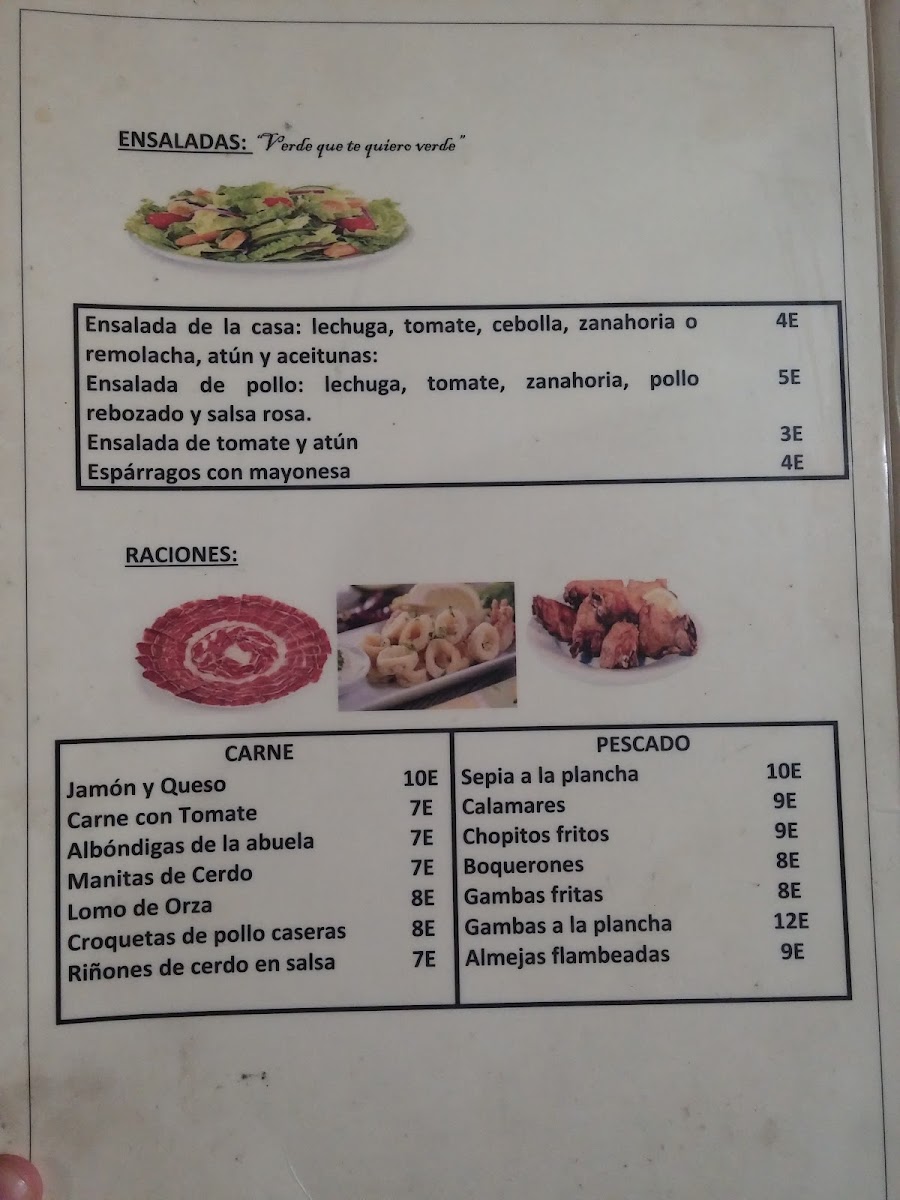 ENSALADAS: "Verde que te quiero verde"
Ensalada de la casa: lechuga, tomate, cebolla, zanahoria o 4E
remolacha, atún y aceitunas:
Ensalada de pollo: lechuga, tomate, zanahoria, pollo 5E
rebozado y salsa rosa.
Ensalada de tomate y atún 3E
Espárragos con mayonesa 4E
RACIONES:
CARNE
Jamón y Queso 10E
Carne con Tomate 7E
Albóndigas de la abuela 7E
Manitas de Cerdo 7E
Lomo de Orza 8E
Croquetas de pollo caseras 8E
Riñones de cerdo en salsa 7E
PESCADO
Sepia a la plancha 10E
Calamares 9E
Chopitos fritos 9E
Boquerones 8E
Gambas fritas 8E
Gambas a la plancha 12E
Almejas flambeadas 9E